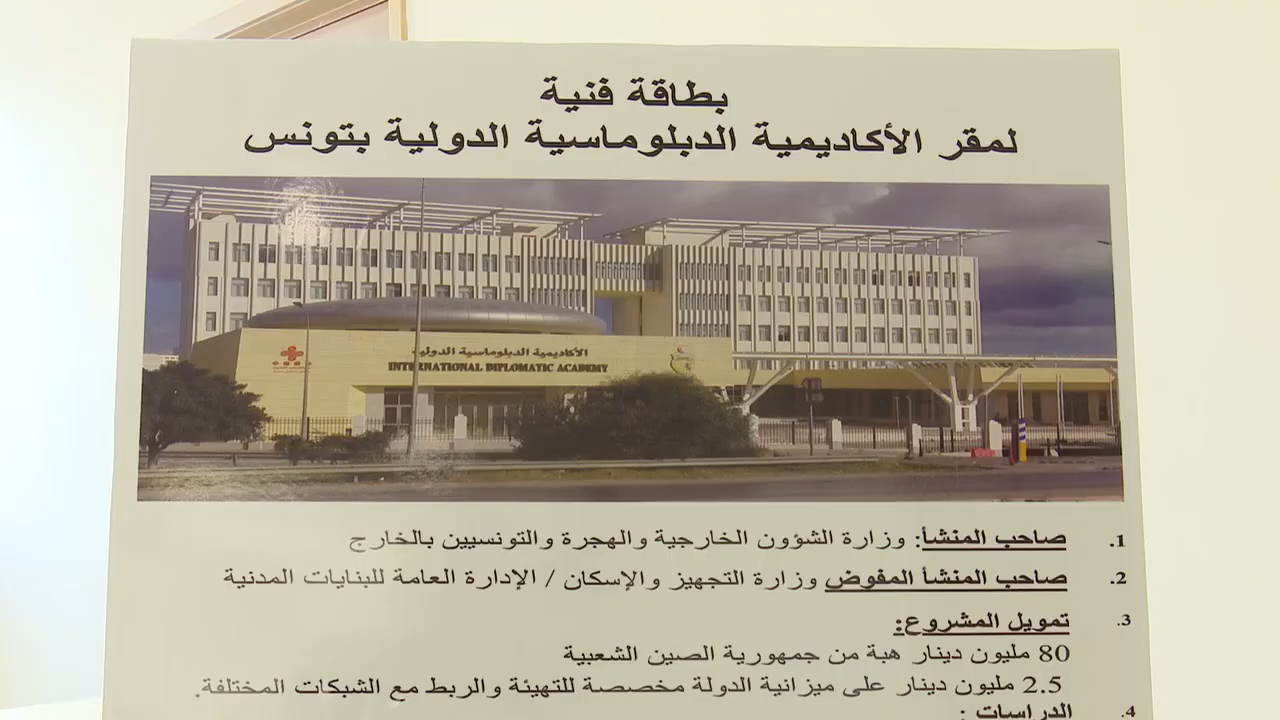 بطاقة فنية
لمقر الأكاديمية الدبلوماسية الدولية بتونس
الأكاديمية الدبلوماسية الدولية
INTERNATIONAL DIPLOMATIC ACADEMY
1. صاحب المنشأ: وزارة الشؤون الخارجية والهجرة والتونسيين بالخارج
2. صاحب المنشأ المفوض وزارة التجهيز والإسكان / الإدارة العامة للبنايات المدنية
3. تمويل المشروع:
80 مليون دينار هبة من جمهورية الصين الشعبية
2.5 مليون دينار على ميزانية الدولة مخصصة للتهيئة والربط مع الشبكات المختلفة.
4. الدراسات :